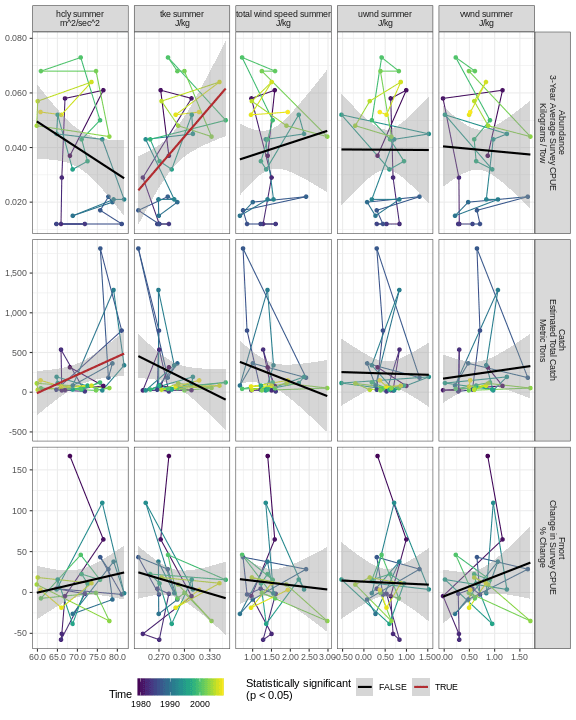 hcly summer
m^2/sec^2
tke summer
J/kg
total wind speed summer
J/kg
uwnd summer
J/kg
vwnd summer
J/kg
0.080
0.060
0.040
0.020
Abundance
3-Year Average Survey CPUE
Kilograms / Tow
1,500
1,000
500
0
-500
Catch
Estimated Total Catch
Metric Tons
150
100
50
0
-50
Fmort
Change in Survey CPUE
% Change
60.0 65.0 70.0 75.0 80.0
0.270 0.300 0.330
1.00 1.50 2.00 2.50 3.00
-0.50 0.00 0.50 1.00 1.50
0.00 0.50 1.00 1.50
Time
1980 1990 2000
Statistically significant
(p < 0.05)
FALSE
TRUE